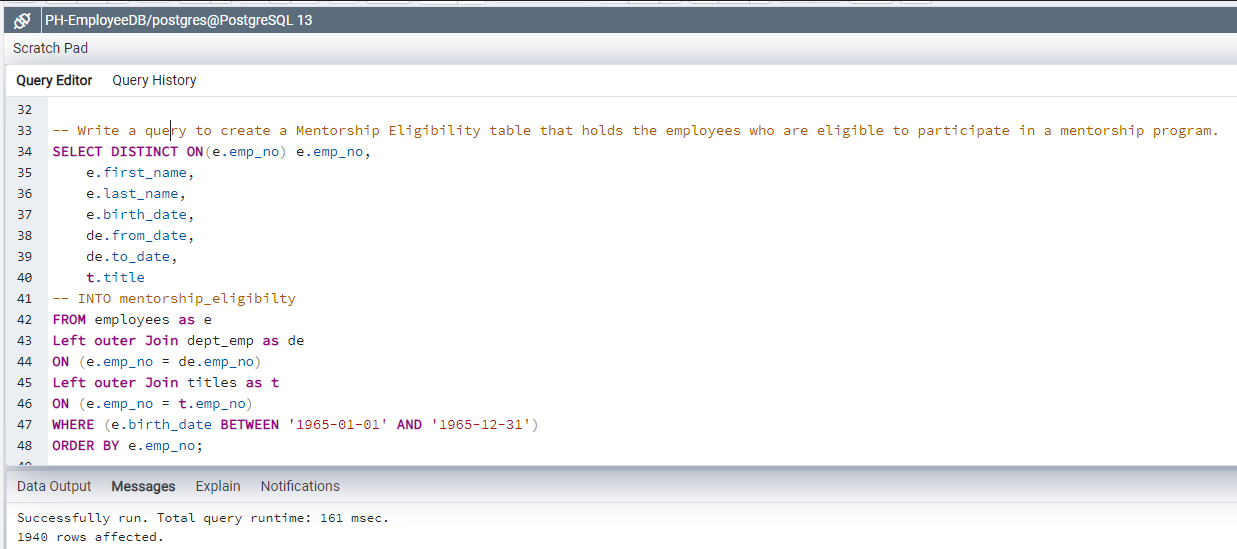 PH-EmployeeDB/postgres@PostgreSQL 13
Scratch Pad
Query Editor Query History
32
33 -- Write a query to create a Mentorship Eligibility table that holds the employees who are eligible to participate in a mentorship program.
34 SELECT DISTINCT ON(e.emp_no) e.emp_no,
35 e.first_name,
36 e.last_name,
37 e.birth_date,
38 de.from_date,
39 de.to_date,
40 t.title
41 -- INTO mentorship_eligibilty
42 FROM employees as e
43 Left outer Join dept_emp as de
44 ON (e.emp_no = de.emp_no)
45 Left outer Join titles as t
46 ON (e.emp_no = t.emp_no)
47 WHERE (e.birth_date BETWEEN '1965-01-01' AND '1965-12-31')
48 ORDER BY e.emp_no;
Data Output Messages Explain Notifications
Successfully run. Total query runtime: 161 msec.
1940 rows affected.